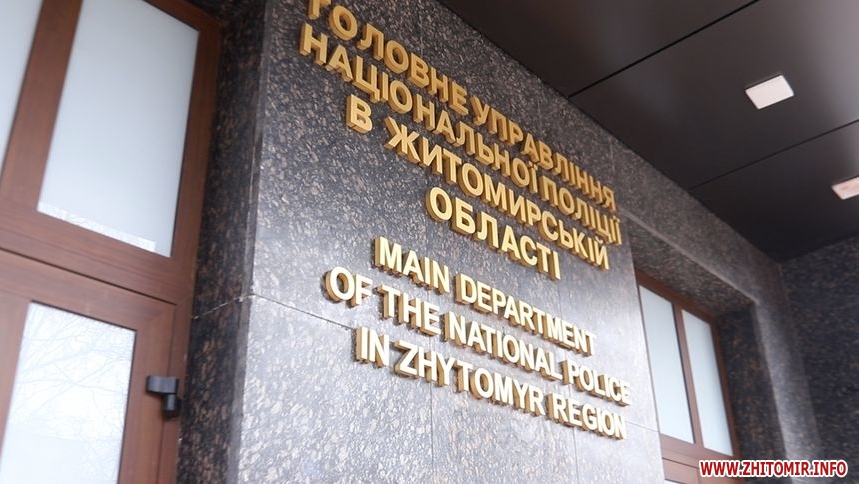 ГОЛОВНЕ УПРАВЛІННЯ
НАЦІОНАЛЬНОЇ ПОЛІЦІЇ
В ЖИТОМИРСЬКІЙ
ОБЛАСТІ
MAIN DEPARTMENT
OF THE NATIONAL POLICE
IN ZHYTOMYR REGION
WWW.ZHITOMIR.INFO